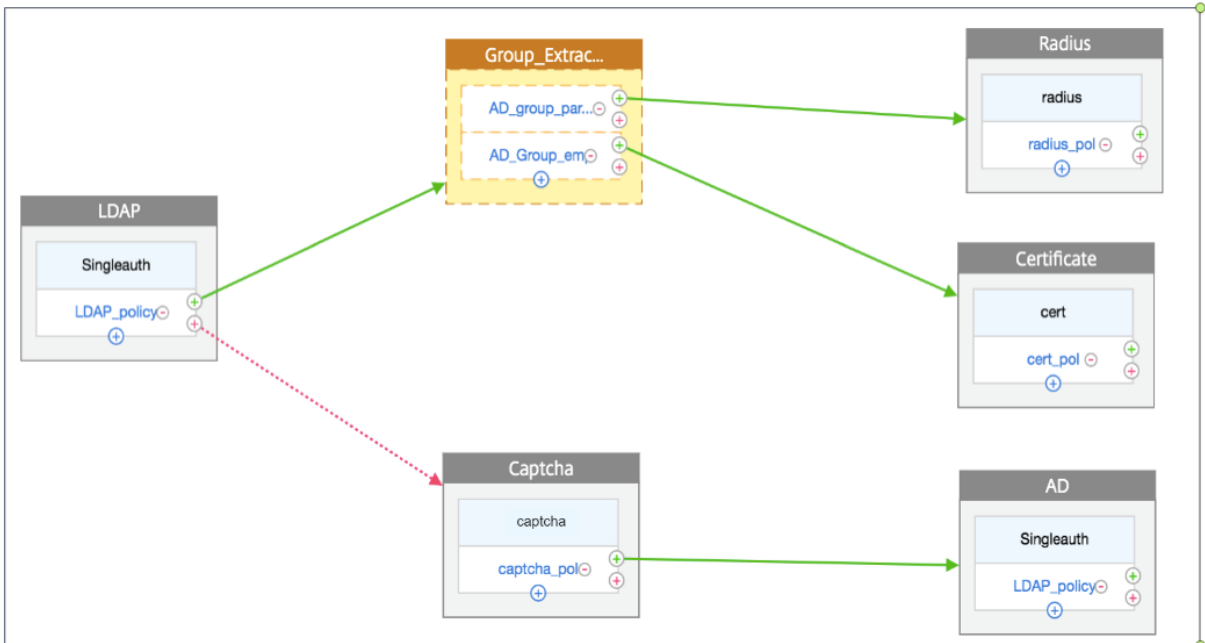 Group_Extrac...
AD_group_par...
AD_Group_em
Radius
radius
radius_pol
LDAP
Singleauth
LDAP_policy
Certificate
cert
cert_pol
Captcha
captcha
captcha_pol
AD
Singleauth
LDAP_policy